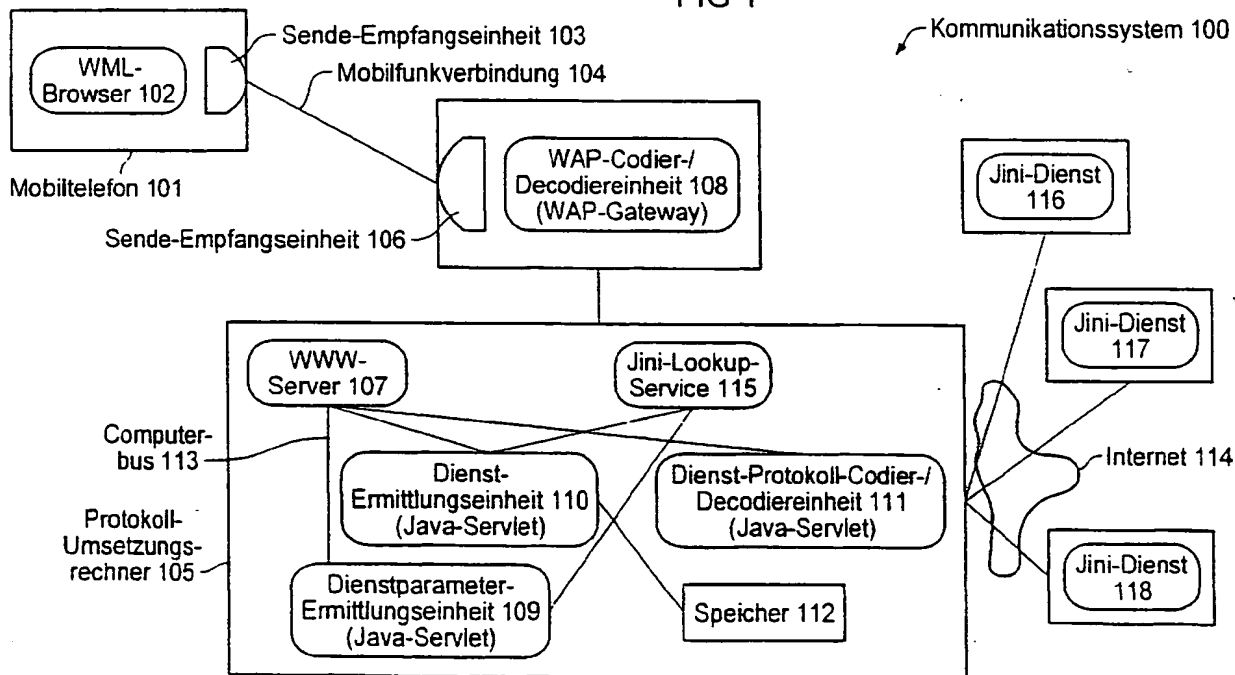 FIG 1
Kommunikationssystem 100
Sende-Empfangseinheit 103
Mobilfunkverbindung 104
WML-
Browser 102
Mobiltelefon 101
WAP-Codier-/
Decodiereinheit 108
(WAP-Gateway)
Sende-Empfangseinheit 106
Jini-Dienst
116
Jini-Dienst
117
WWW-
Server 107
Jini-Lookup-
Service 115
Computer-
bus 113
Internet 114
Dienst-
Ermittlungseinheit 110
(Java-Servlet)
Dienst-Protokoll-Codier-/
Decodiereinheit 111
(Java-Servlet)
Protokoll-
Umsetzungs-
rechner 105
Jini-Dienst
118
Dienstparameter-
Ermittlungseinheit 109
(Java-Servlet)
Speicher 112